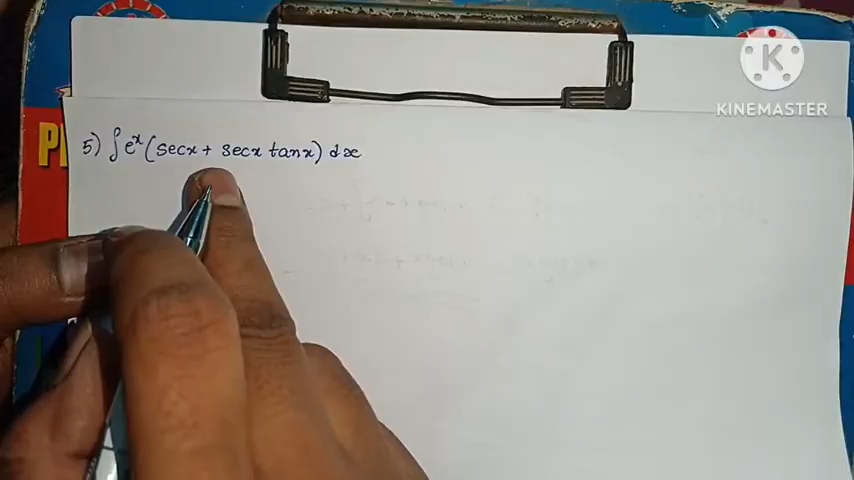 K
KINEMASTER
P
5) ∫eˣ(secx + secx tanx) dx